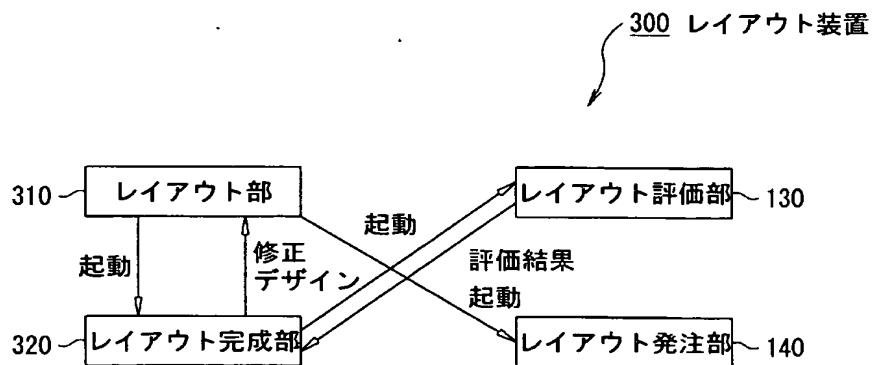 300 レイアウト装置
310 レイアウト部
レイアウト評価部 130
起動
修正
デザイン
起動
評価結果
起動
320 レイアウト完成部
レイアウト発注部 140